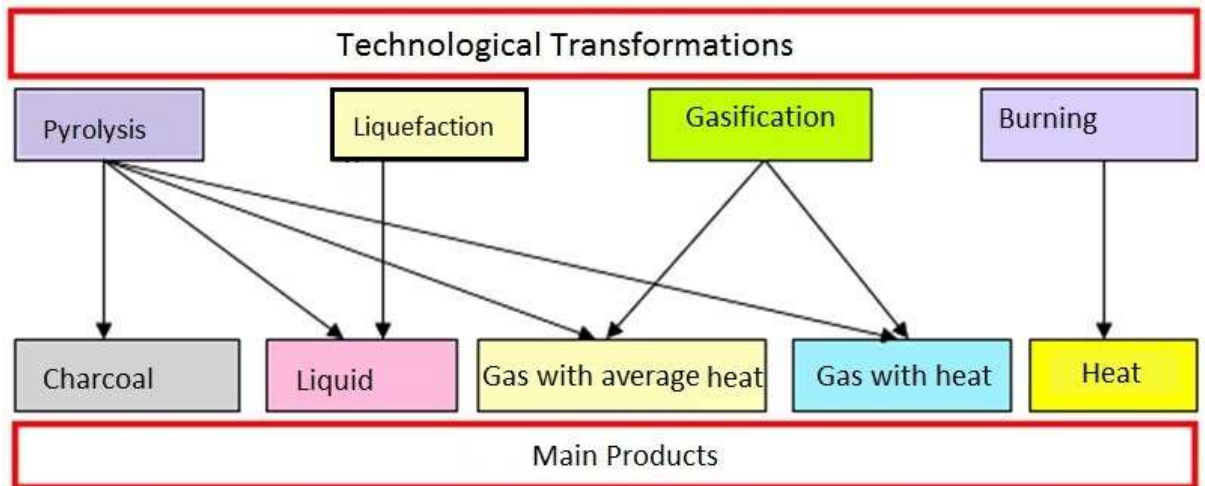 Technological Transformations
Pyrolysis
Liquefaction
Gasification
Burning
Charcoal
Liquid
Gas with average heat
Gas with heat
Heat
Main Products